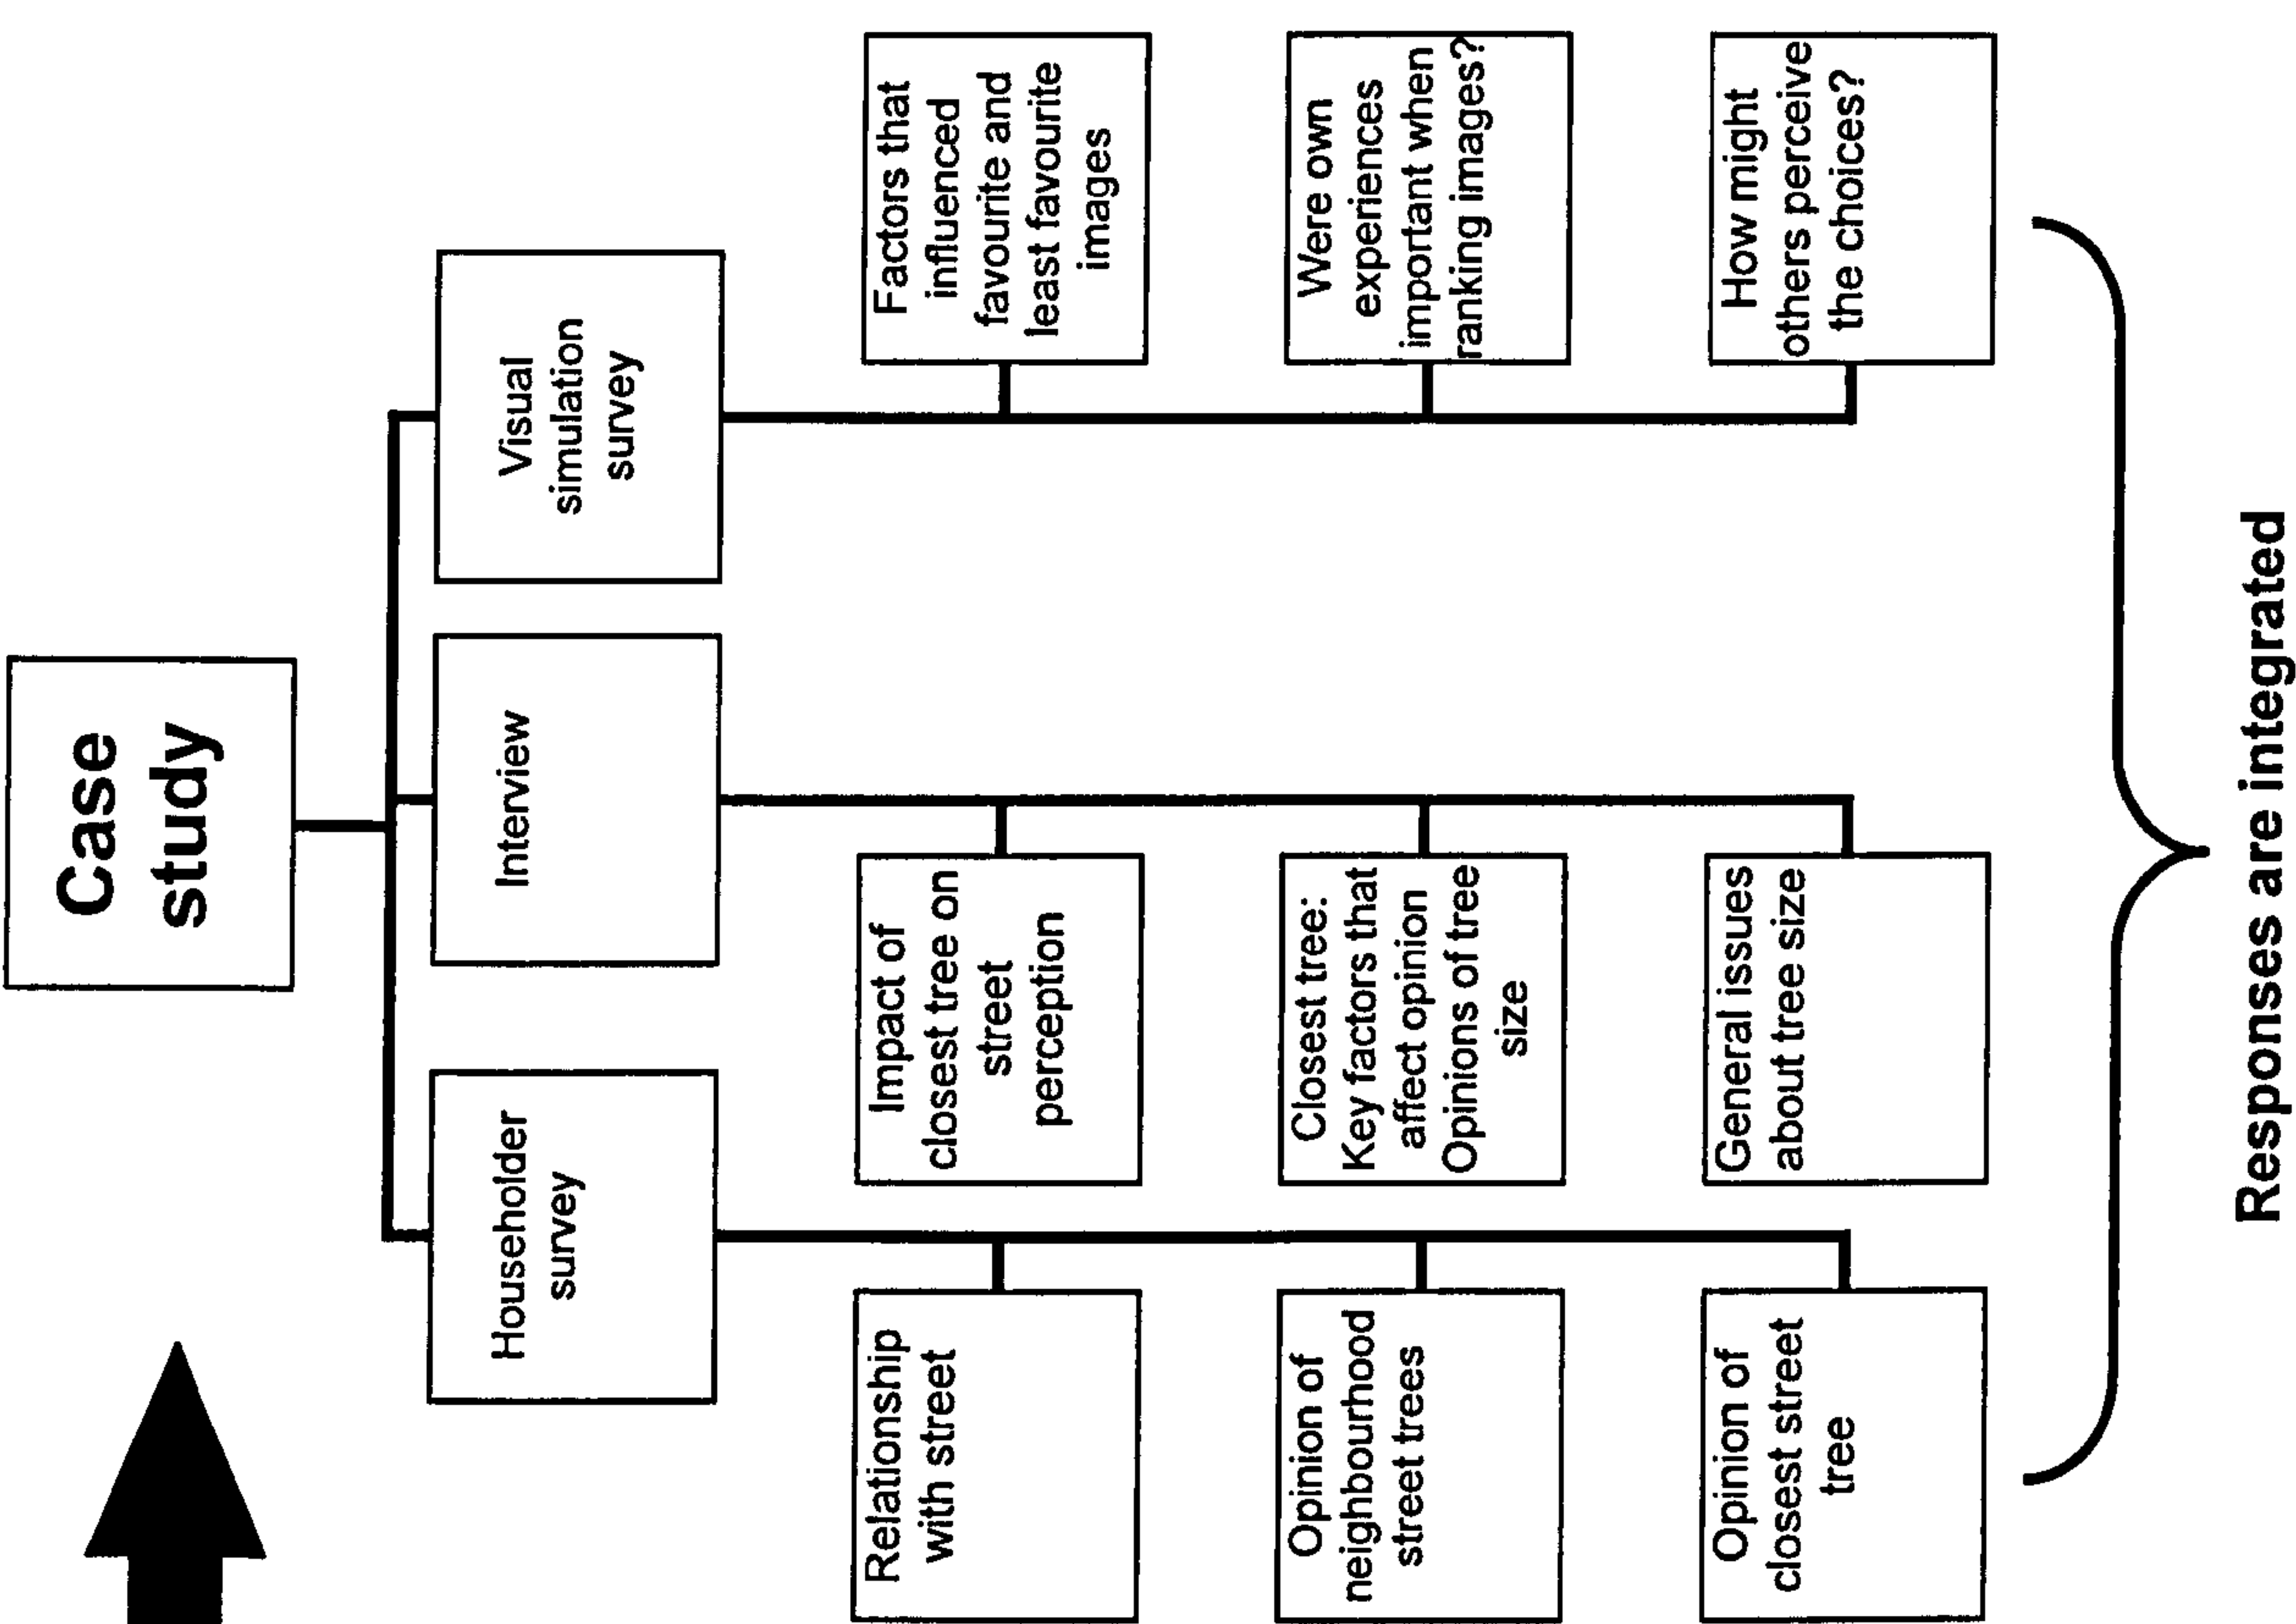 Case
study
Householder
survey
Relationship
with street
Opinion of
neighbourhood
street trees
Opinion of
closest street
tree
Interview
Impact of
closest tree on
street
perception
Closest tree:
Key factors that
affect opinion
Opinions of tree
size
General issues
about tree size
Visual
simulation
survey
Factors that
influenced
favourite and
least favourite
images
Were own
experiences
important when
ranking images?
How might
others perceive
the choices?
Responses are integrated